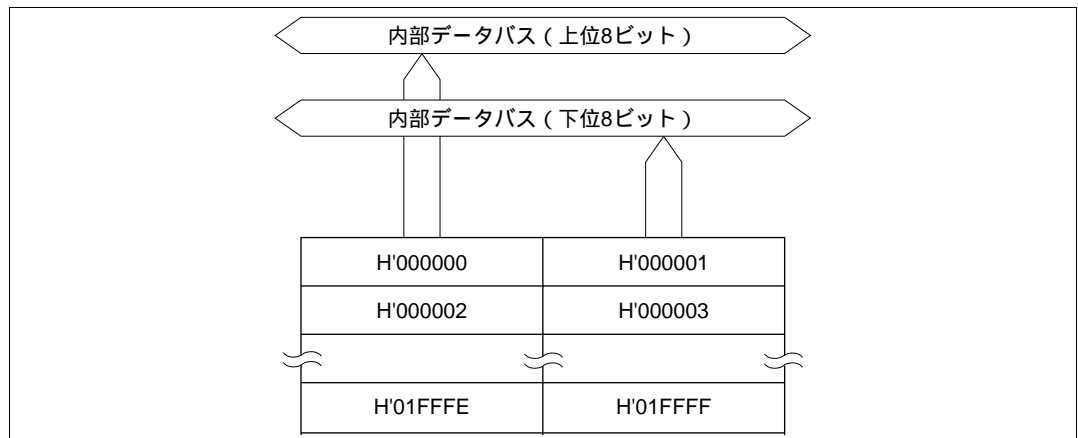 内部データバス（上位8ビット）
内部データバス（下位8ビット）
H'000000 H'000001
H'000002 H'000003
H'01FFFE H'01FFFF